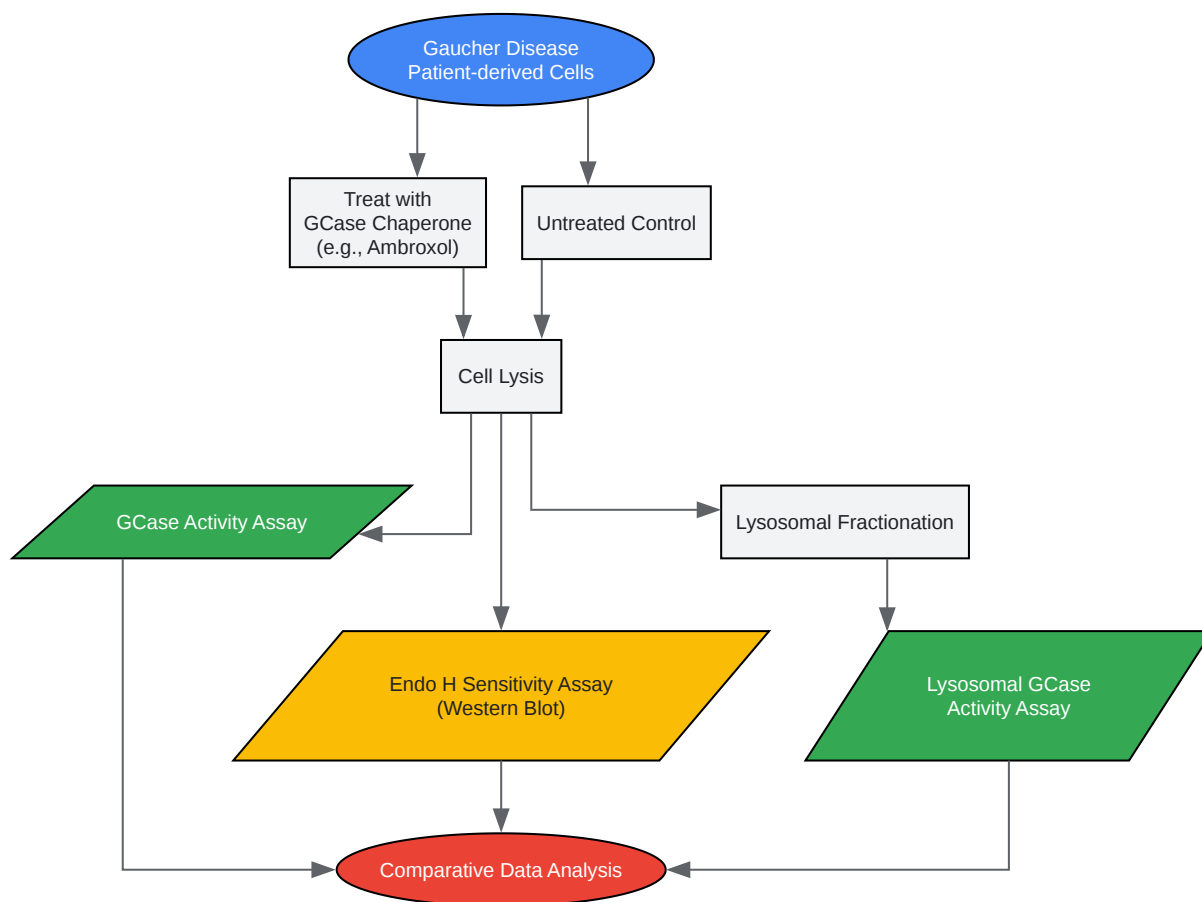 Gaucher Disease
Patient-derived Cells
Treat with
GCase Chaperone
(e.g., Ambroxol)
Untreated Control
Cell Lysis
GCase Activity Assay
Lysosomal Fractionation
Endo H Sensitivity Assay
(Western Blot)
Lysosomal GCase
Activity Assay
Comparative Data Analysis